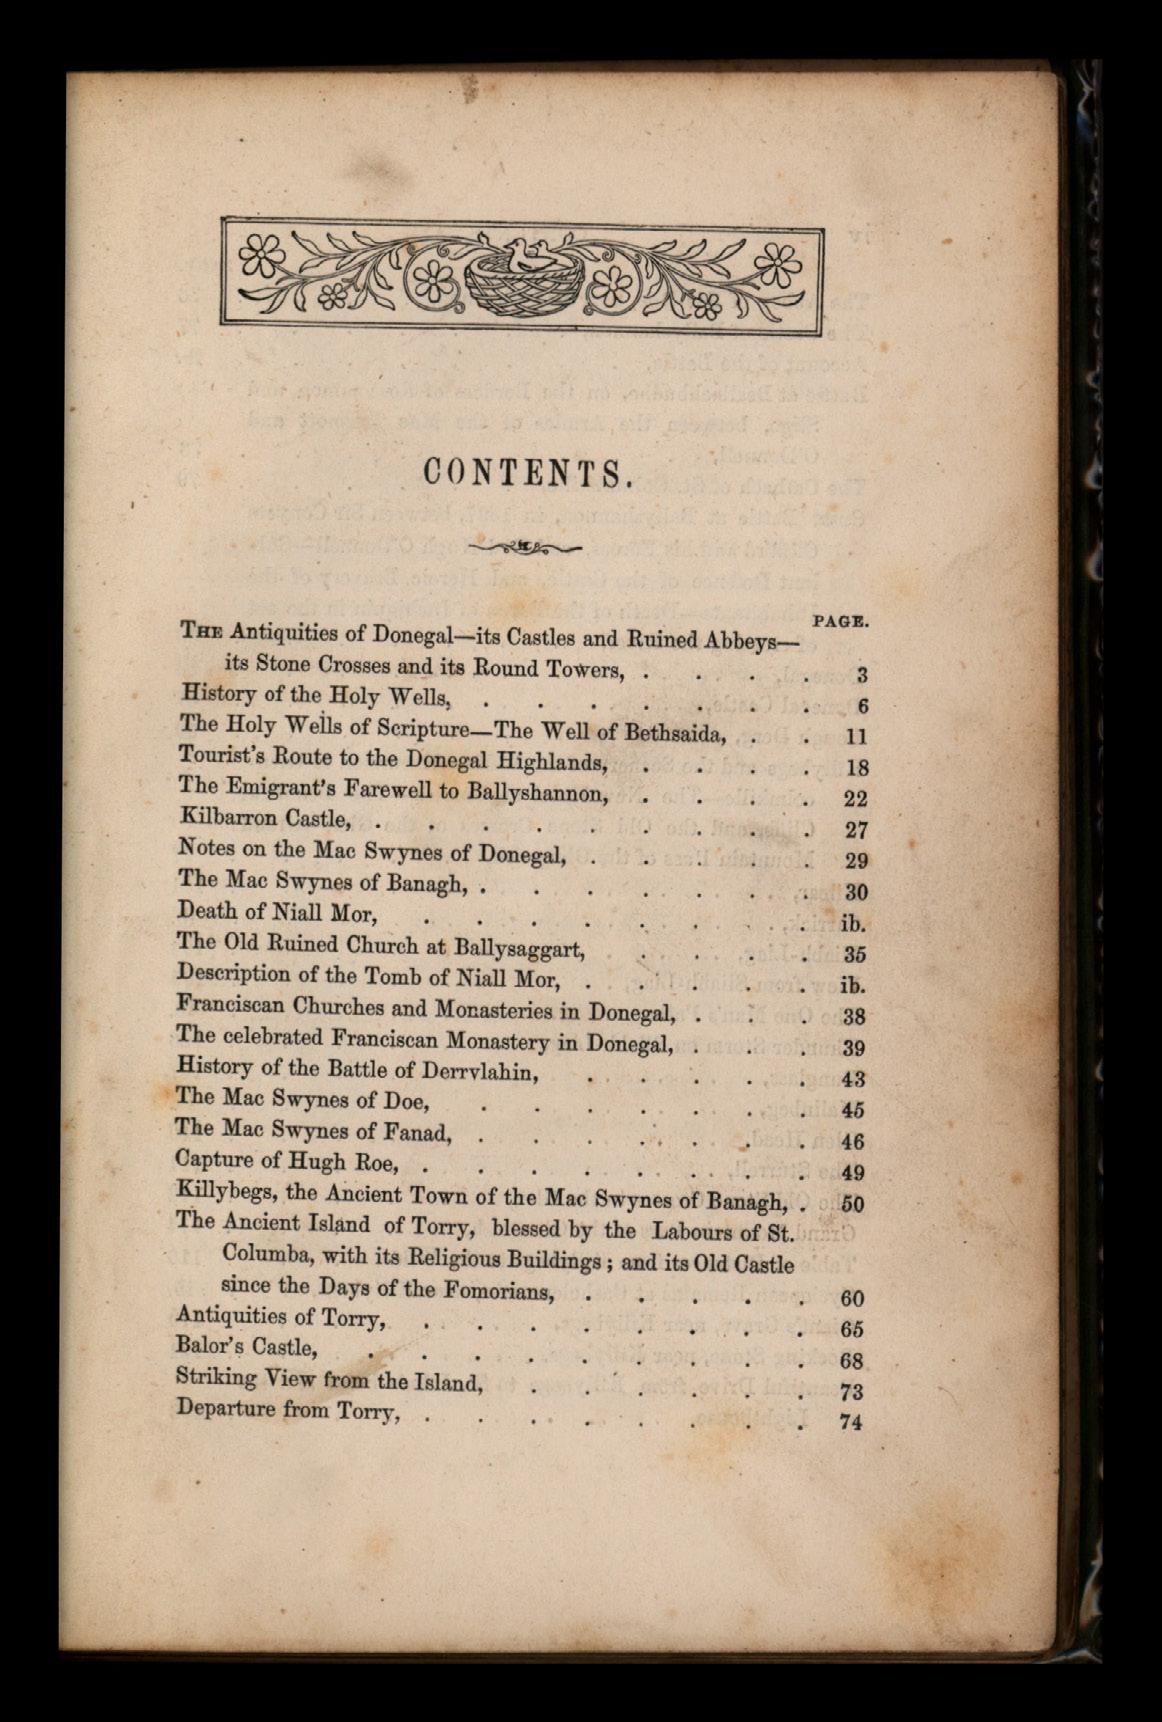 CONTENTS.
PAGE.
THE Antiquities of Donegal—its Castles and Ruined Abbeys—
its Stone Crosses and its Round Towers, . . . . 3
History of the Holy Wells, . . . . . . . 6
The Holy Wells of Scripture—The Well of Bethsaida, . . 11
Tourist's Route to the Donegal Highlands, . . . . 18
The Emigrant's Farewell to Ballyshannon, . . . . 22
Kilbarron Castle, . . . . . . . . . 27
Notes on the Mac Swynes of Donegal, . . . . . 29
The Mac Swynes of Banagh, . . . . . . . 30
Death of Niall Mor, . . . . . . . . ib.
The Old Ruined Church at Ballysaggart, . . . . 35
Description of the Tomb of Niall Mor, . . . . . ib.
Franciscan Churches and Monasteries in Donegal, . . . 38
The celebrated Franciscan Monastery in Donegal, . . . 39
History of the Battle of Derrvlahin, . . . . . 43
The Mac Swynes of Doe, . . . . . . . 45
The Mac Swynes of Fanad, . . . . . . . 46
Capture of Hugh Roe, . . . . . . . . 49
Killybegs, the Ancient Town of the Mac Swynes of Banagh, . 50
The Ancient Island of Torry, blessed by the Labours of St.
Columba, with its Religious Buildings; and its Old Castle
since the Days of the Fomorians, . . . . . 60
Antiquities of Torry, . . . . . . . . 65
Balor's Castle, . . . . . . . . . 68
Striking View from the Island, . . . . . . 73
Departure from Torry, . . . . . . . . 74